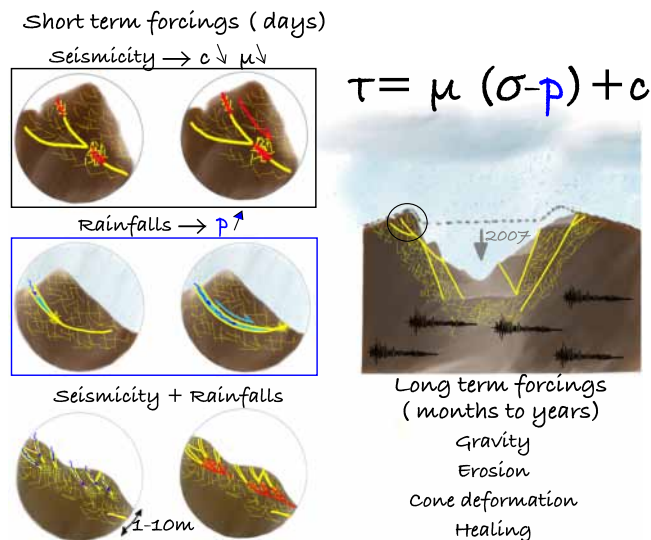 Short term forcings (days)
Seismicity → c ↘ μ ↘
τ = μ (σ-p) + c
Rainfalls → p ↗
2007
Seismicity + Rainfalls
1-10m
Long term forcings
(months to years)
Gravity
Erosion
Cone deformation
Healing